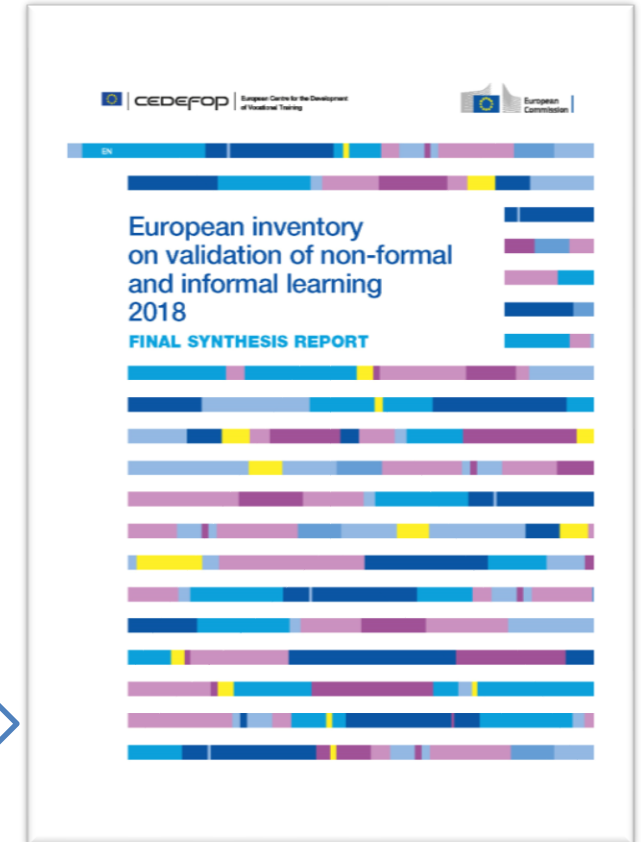 CEDEFOP
European Centre for the Development
of Vocational Training
European
Commission
EN
European inventory
on validation of non-formal
and informal learning
2018
FINAL SYNTHESIS REPORT